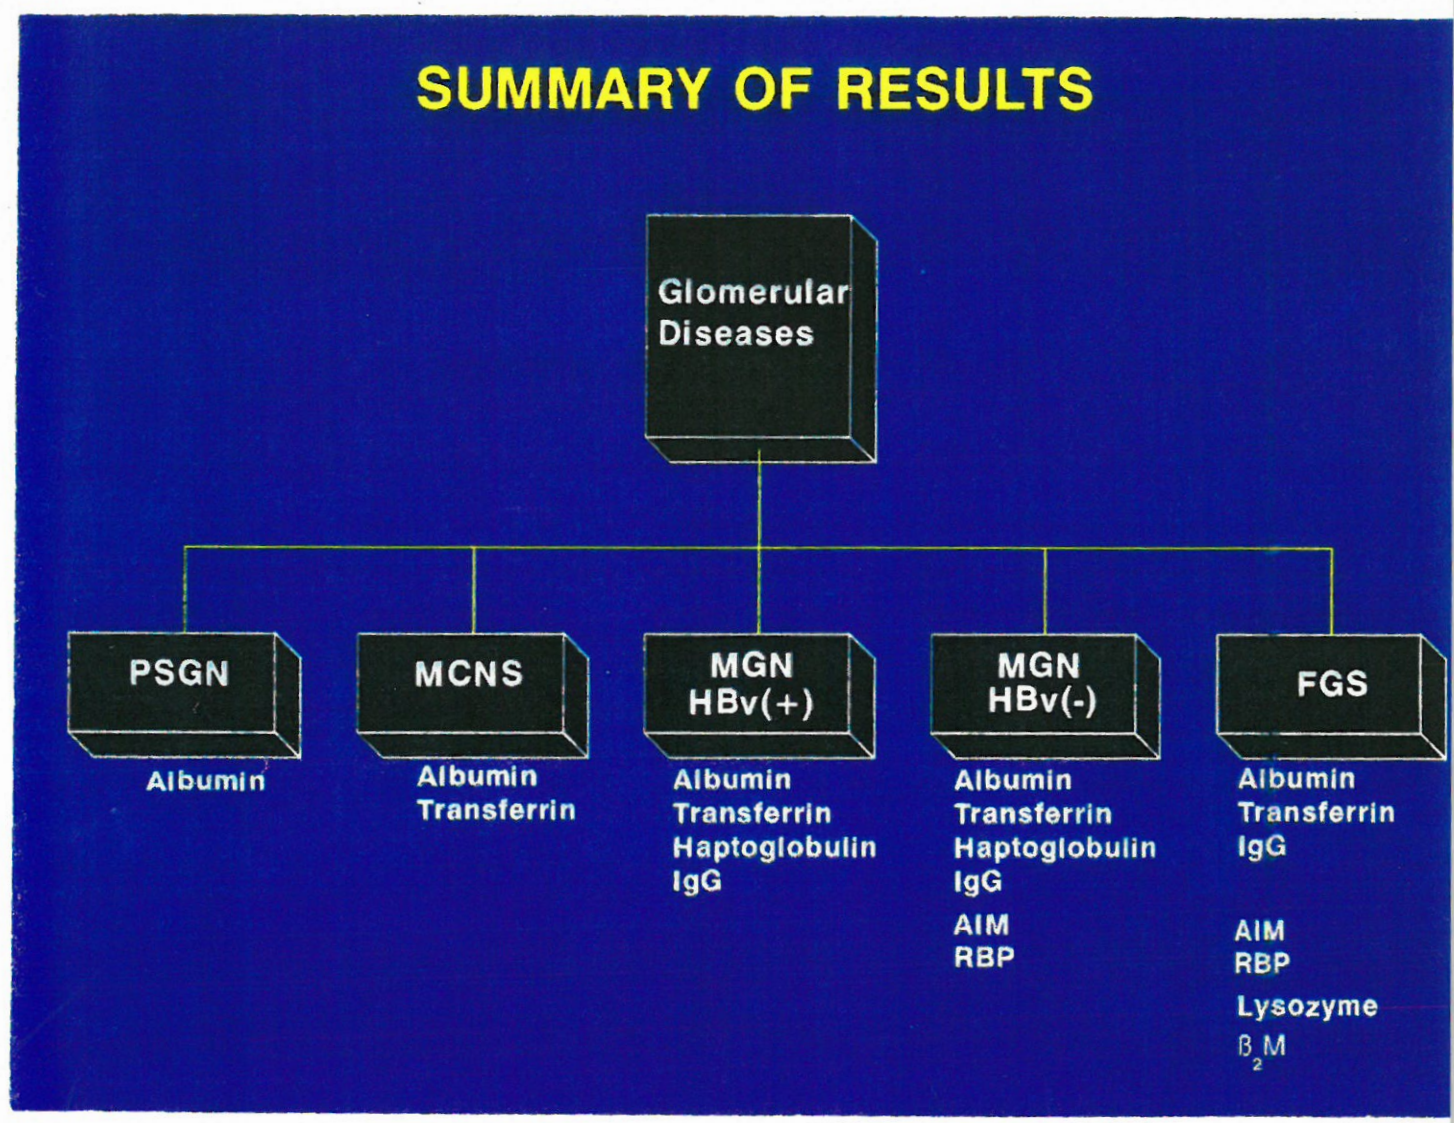 SUMMARY OF RESULTS
Glomerular
Diseases
PSGN
Albumin
MCNS
Albumin
Transferrin
MGN
HBv(+)
Albumin
Transferrin
Haptoglobulin
IgG
MGN
HBv(-)
Albumin
Transferrin
Haptoglobulin
IgG
AIM
RBP
FGS
Albumin
Transferrin
IgG
AIM
RBP
Lysozyme
β₂M